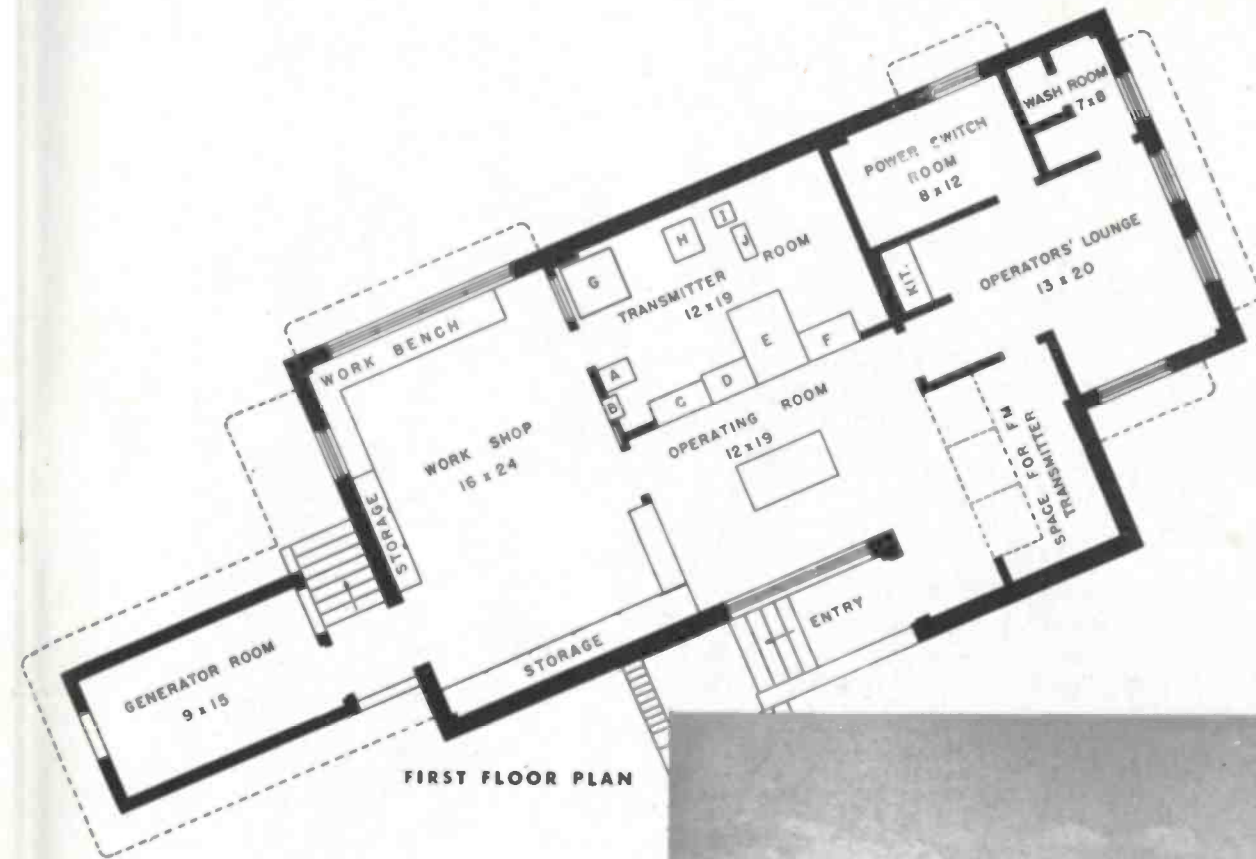 WASH ROOM
7 x 8
POWER SWITCH
ROOM
8 x 12
OPERATORS' LOUNGE
13 x 20
KIT.
TRANSMITTER ROOM
12 x 19
G
H
I
J
E
F
A
B
C
D
OPERATING ROOM
12 x 19
WORK BENCH
WORK SHOP
16 x 24
STORAGE
SPACE FOR FM
TRANSMITTER
ENTRY
STORAGE
GENERATOR ROOM
9 x 15
FIRST FLOOR PLAN